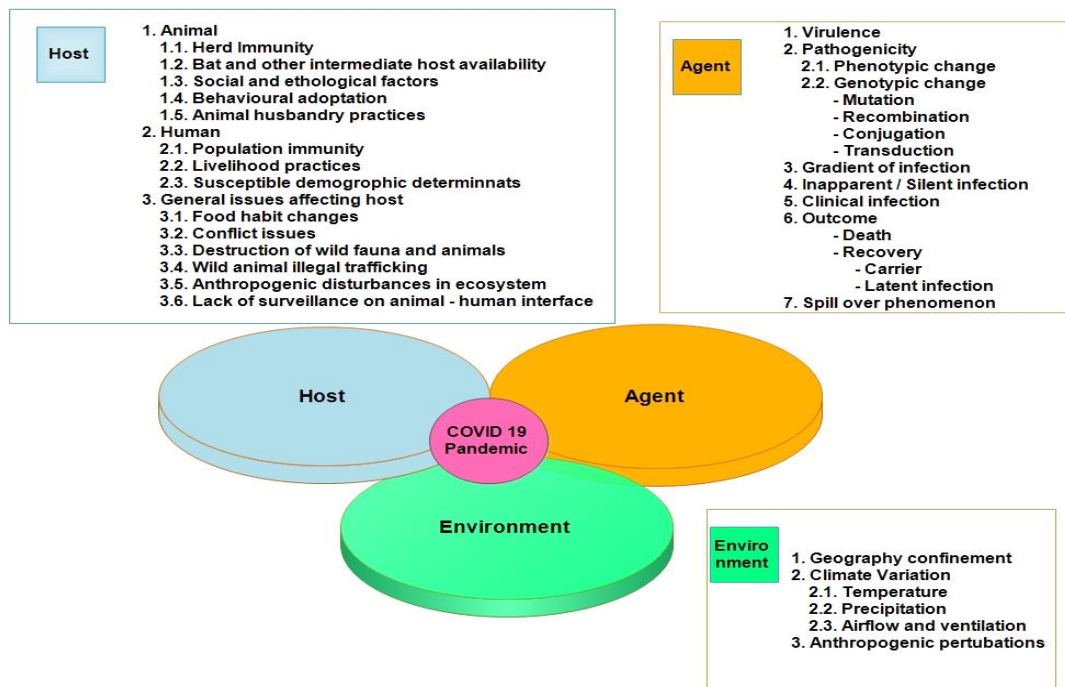 Host
1. Animal
1.1. Herd Immunity
1.2. Bat and other intermediate host availability
1.3. Social and ethological factors
1.4. Behavioural adoptation
1.5. Animal husbandry practices
2. Human
2.1. Population immunity
2.2. Livelihood practices
2.3. Susceptible demogrophic determinnats
3. General issues affecting host
3.1. Food habit changes
3.2. Conflict issues
3.3. Destruction of wild fauna and animals
3.4. Wild animal illegal trafficking
3.5. Anthropogenic disturbances in ecosystem
3.6. Lack of surveillance on animal - human interface
Agent
1. Virulence
2. Pathogenicity
2.1. Phenotypic change
2.2. Genotypic change
- Mutation
- Recombination
- Conjugation
- Transduction
3. Gradient of infection
4. Inapparent / Silent infection
5. Clinical infection
6. Outcome
- Death
- Recovery
- Carrier
- Latent infection
7. Spill over phenomenon
Host
Agent
COVID 19
Pandemic
Environment
Enviro
nment
1. Geography confinement
2. Climate Variation
2.1. Temperature
2.2. Precipitation
2.3. Airflow and ventilation
3. Anthropogenic pertubations